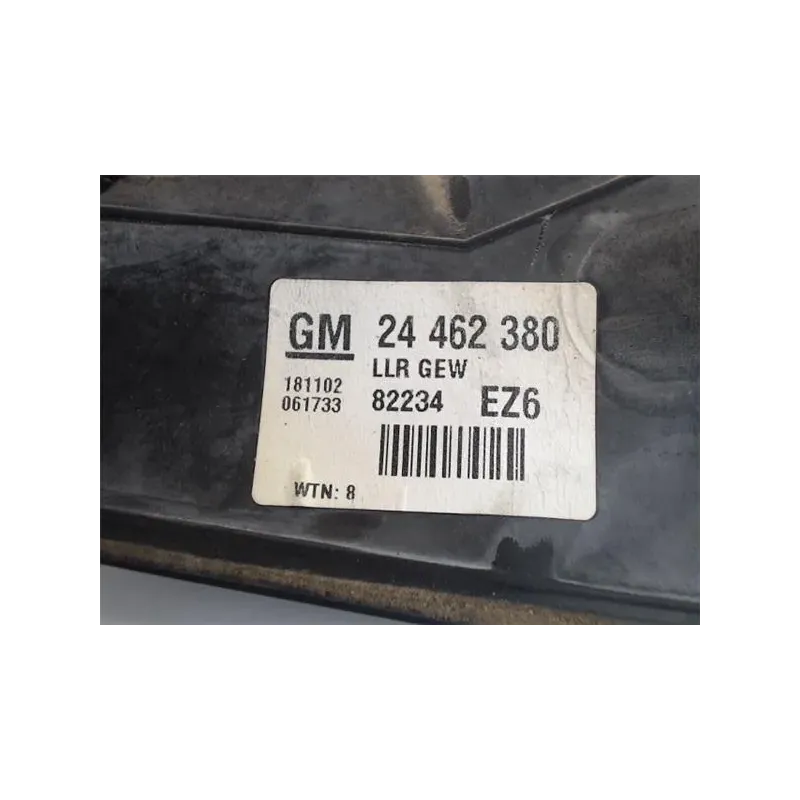 GM 24 462 380
LLR GEW
181102
061733 82234 EZ6
WTN: 8